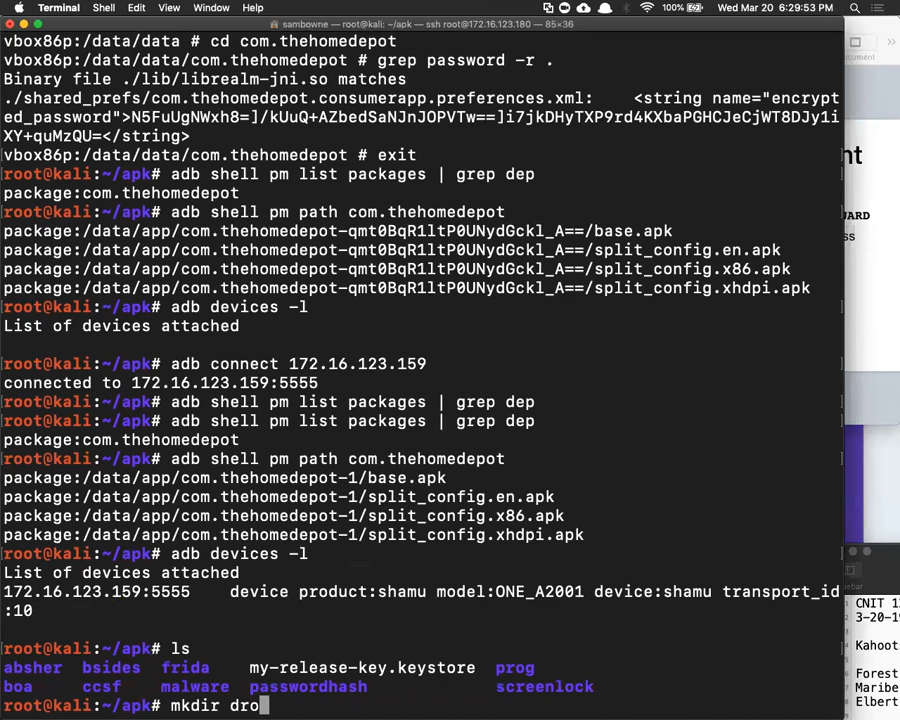 Terminal Shell Edit View Window Help 100% Wed Mar 20 6:29:53 PM
sambowne — root@kali: ~/apk — ssh root@172.16.123.180 — 85×36
vbox86p:/data/data # cd com.thehomedepot
vbox86p:/data/data/com.thehomedepot # grep password -r .
Binary file ./lib/librealm-jni.so matches
./shared_prefs/com.thehomedepot.consumerapp.preferences.xml:    <string name="encrypt
ed_password">N5FuUgNWxh8=]/kUuQ+AZbedSaNJnJOPVTw==]i7jkDHyTXP9rd4KXbaPGHCJeCjWT8DJy1i
XY+quMzQU=</string>
vbox86p:/data/data/com.thehomedepot # exit
root@kali:~/apk# adb shell pm list packages | grep dep
package:com.thehomedepot
root@kali:~/apk# adb shell pm path com.thehomedepot
package:/data/app/com.thehomedepot-qmt0BqR1ltP0UNydGckl_A==/base.apk
package:/data/app/com.thehomedepot-qmt0BqR1ltP0UNydGckl_A==/split_config.en.apk
package:/data/app/com.thehomedepot-qmt0BqR1ltP0UNydGckl_A==/split_config.x86.apk
package:/data/app/com.thehomedepot-qmt0BqR1ltP0UNydGckl_A==/split_config.xhdpi.apk
root@kali:~/apk# adb devices -l
List of devices attached
root@kali:~/apk# adb connect 172.16.123.159
connected to 172.16.123.159:5555
root@kali:~/apk# adb shell pm list packages | grep dep
root@kali:~/apk# adb shell pm list packages | grep dep
package:com.thehomedepot
root@kali:~/apk# adb shell pm path com.thehomedepot
package:/data/app/com.thehomedepot-1/base.apk
package:/data/app/com.thehomedepot-1/split_config.en.apk
package:/data/app/com.thehomedepot-1/split_config.x86.apk
package:/data/app/com.thehomedepot-1/split_config.xhdpi.apk
root@kali:~/apk# adb devices -l
List of devices attached
172.16.123.159:5555    device product:shamu model:ONE_A2001 device:shamu transport_id
:10
root@kali:~/apk# ls
absher  bsides  frida    my-release-key.keystore  prog
boa     ccsf    malware  passwordhash             screenlock
root@kali:~/apk# mkdir dro
CNIT 12
3-20-19
Kahoots
Forest
Maribe
Elbert